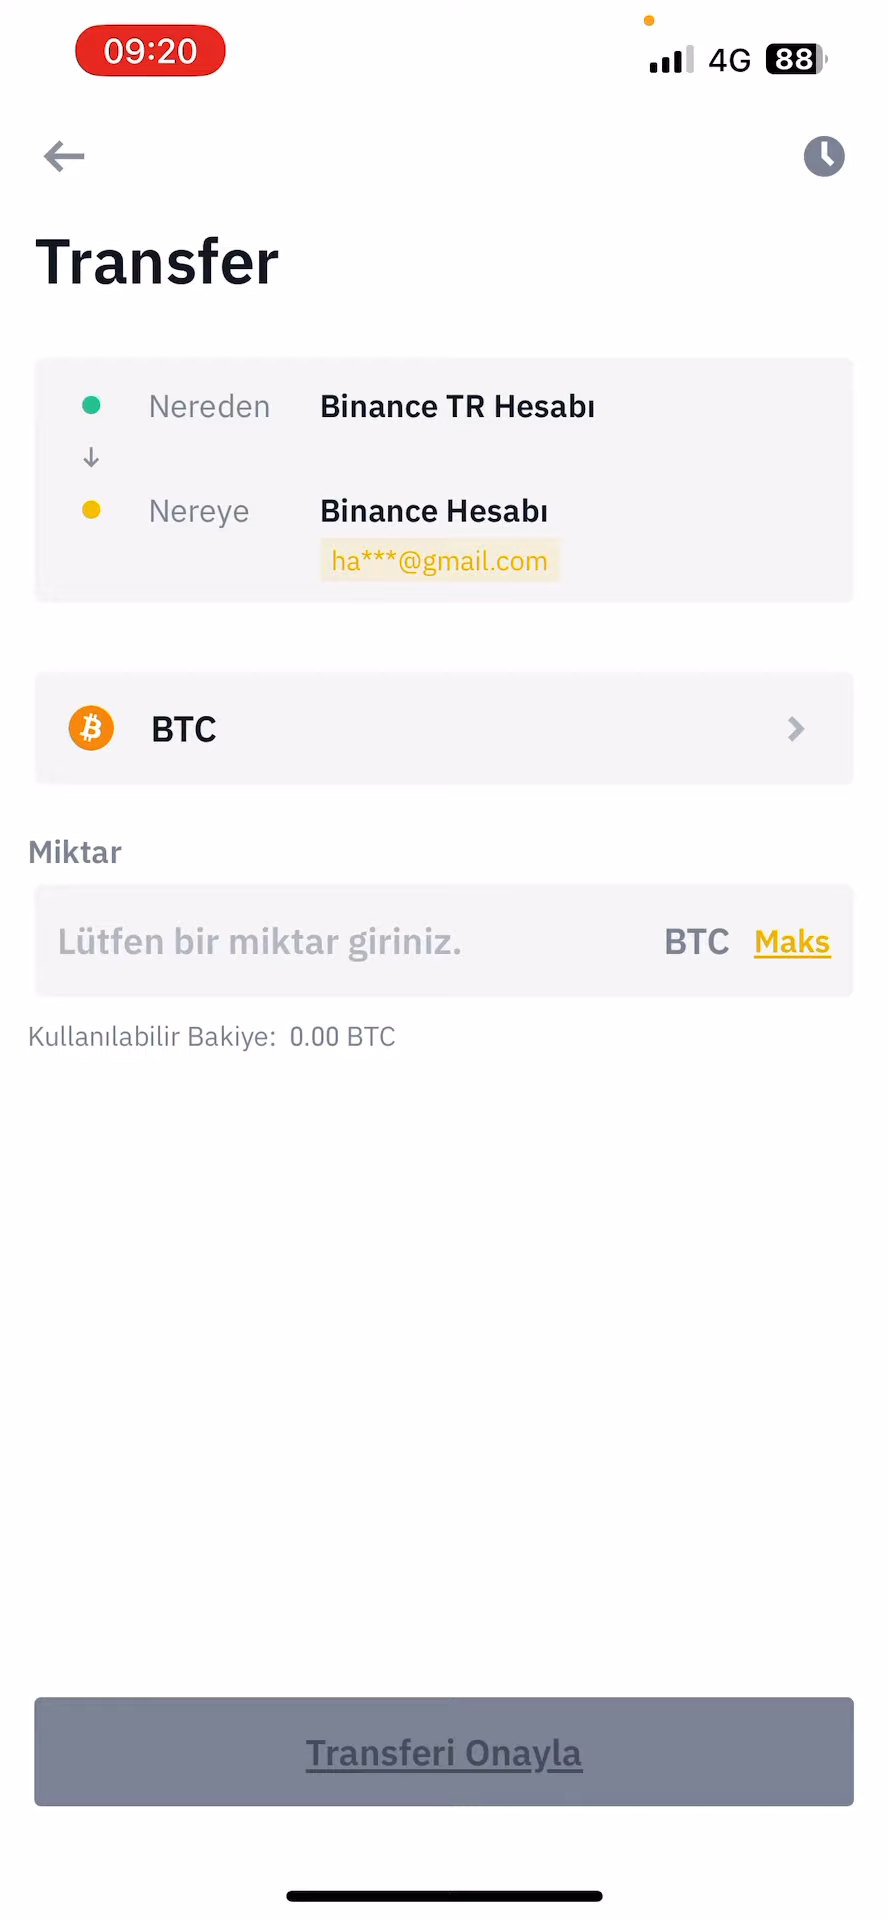 09:20
4G 88
Transfer
Nereden Binance TR Hesabı
Nereye Binance Hesabı
ha***@gmail.com
BTC
Miktar
Lütfen bir miktar giriniz. BTC Maks
Kullanılabilir Bakiye: 0.00 BTC
Transferi Onayla